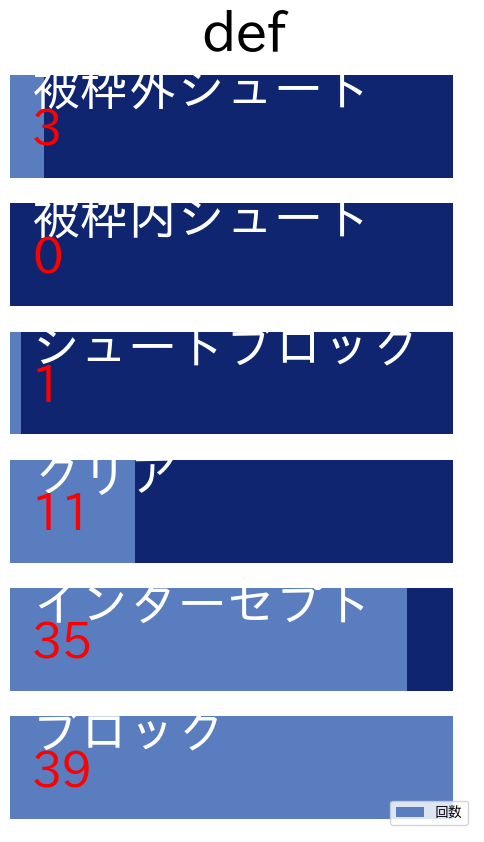 def
被枠外シュート
3
被枠内シュート
0
シュートブロック
1
クリア
11
インターセプト
35
ブロック
39
回数